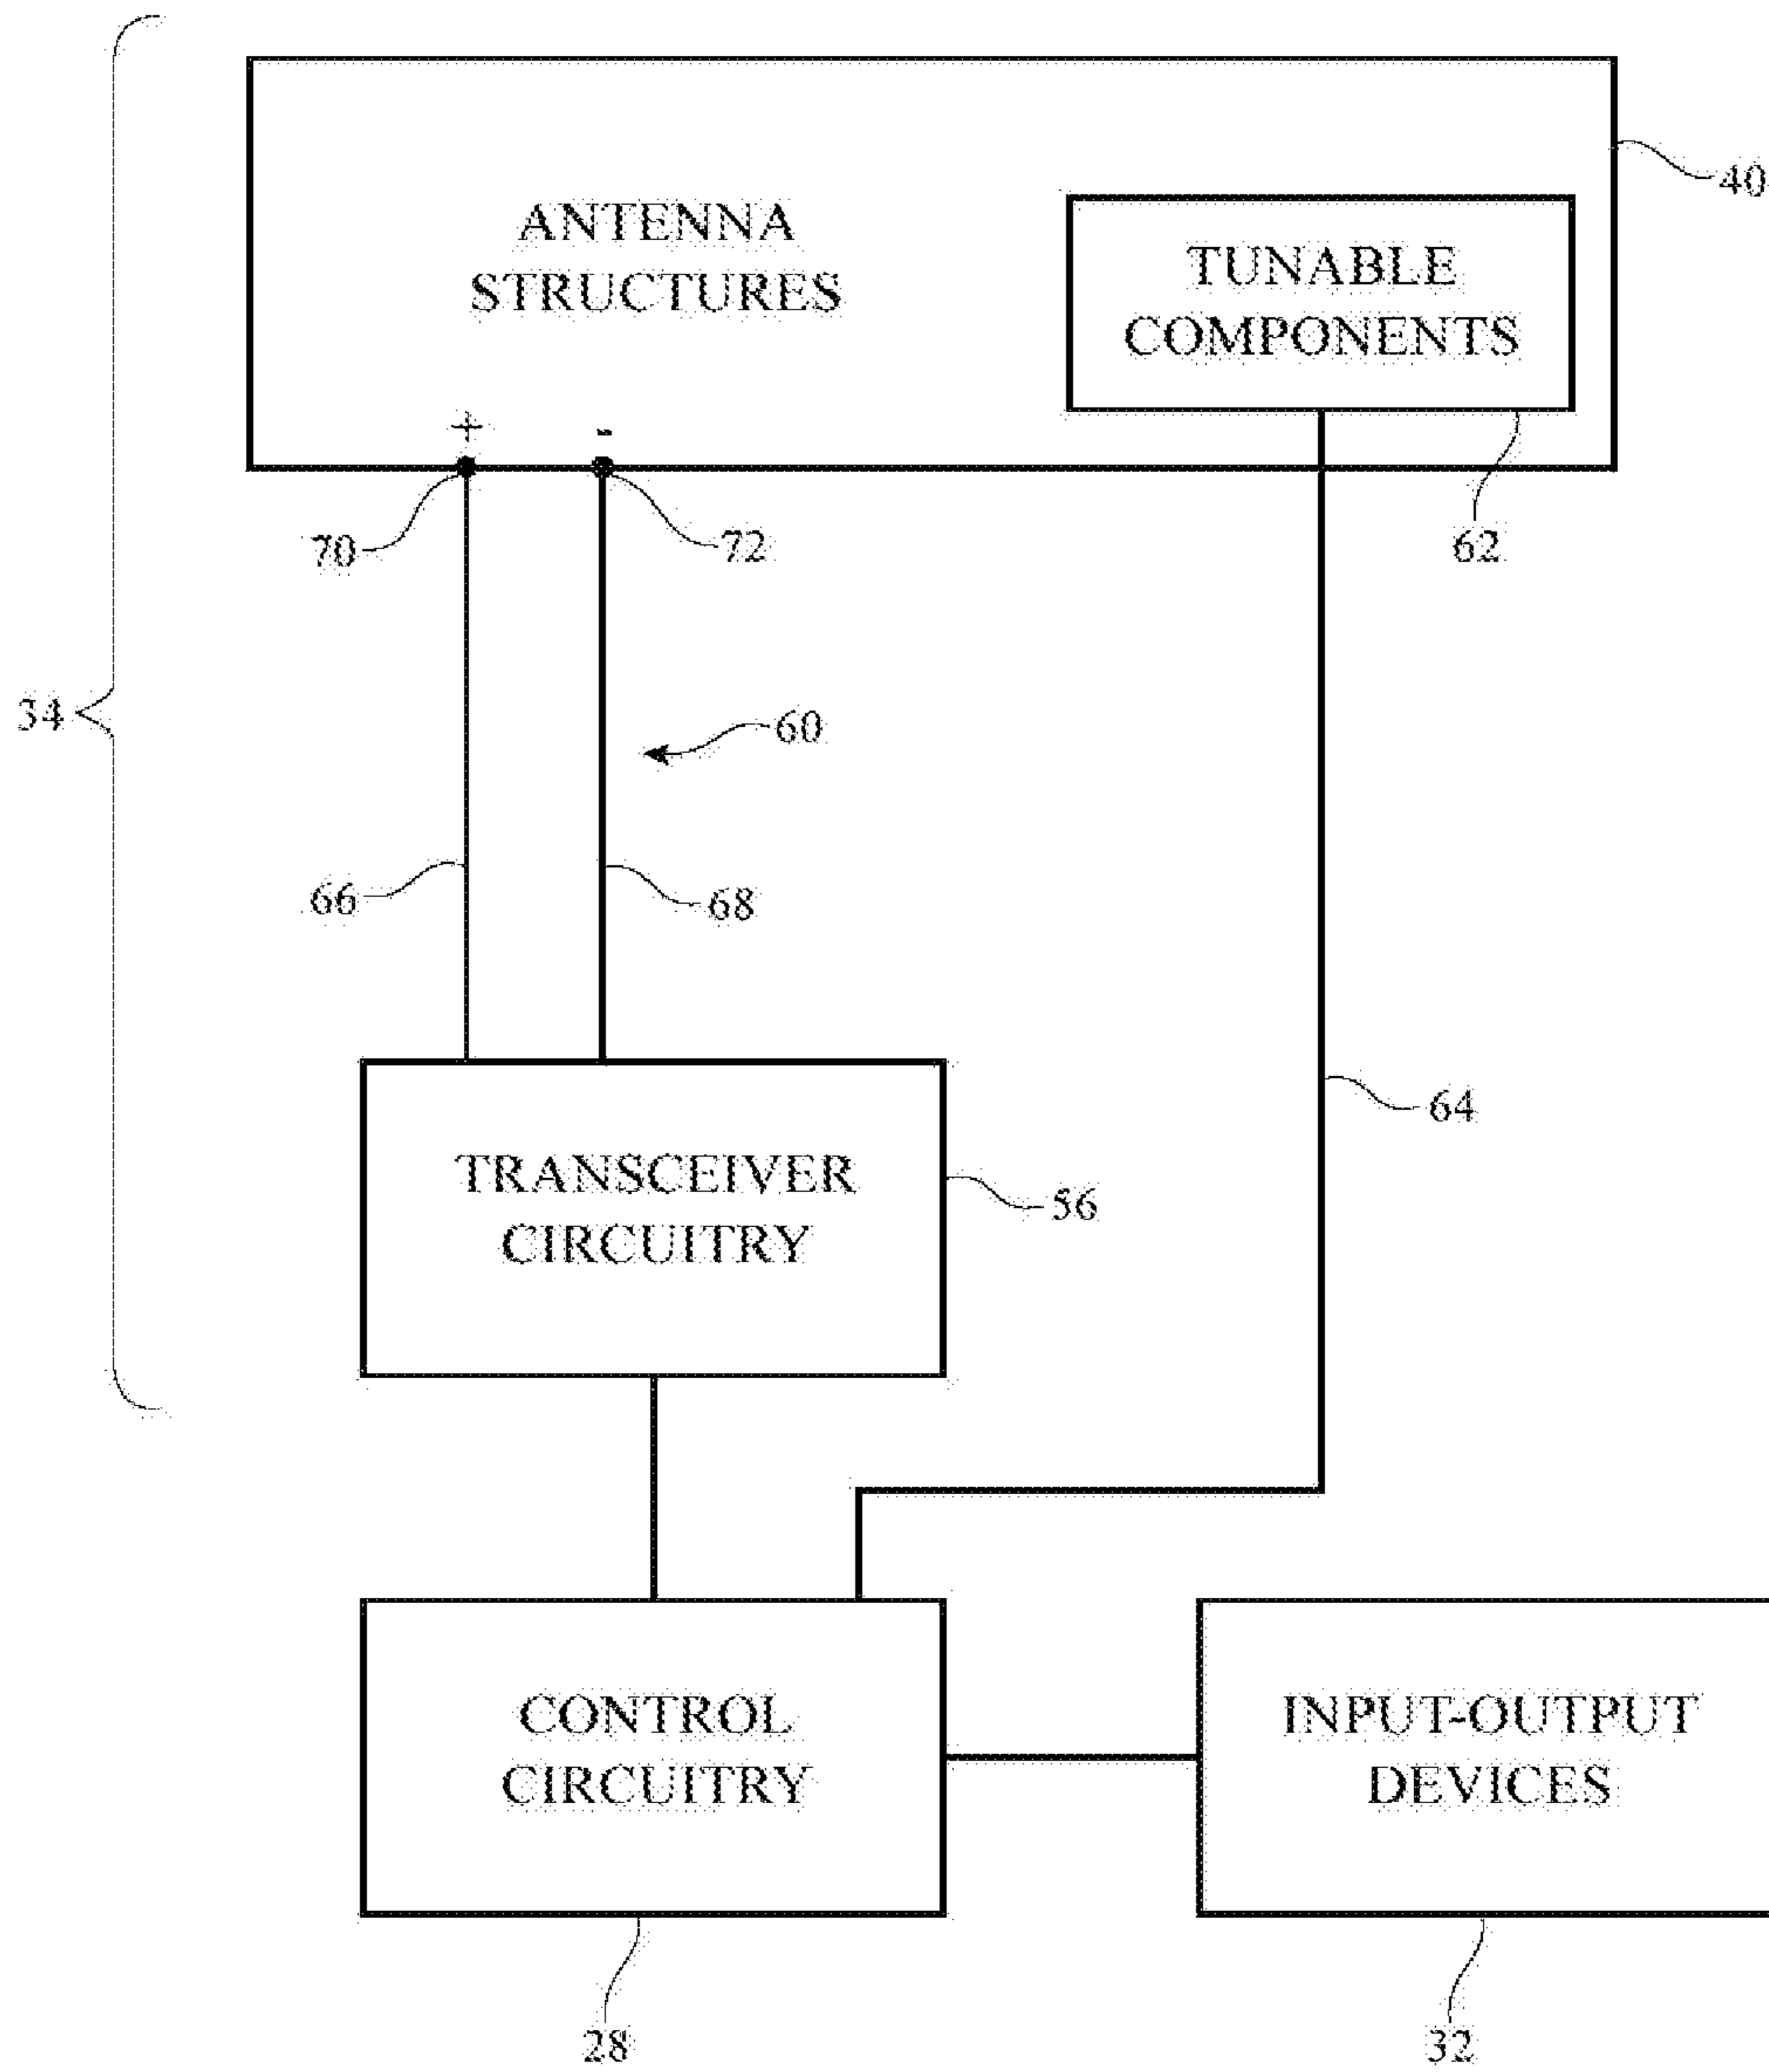 ANTENNA
STRUCTURES
TUNABLE
COMPONENTS
40
+
-
70
72
62
34
60
66
68
64
TRANSCEIVER
CIRCUITRY
56
CONTROL
CIRCUITRY
INPUT-OUTPUT
DEVICES
28
32